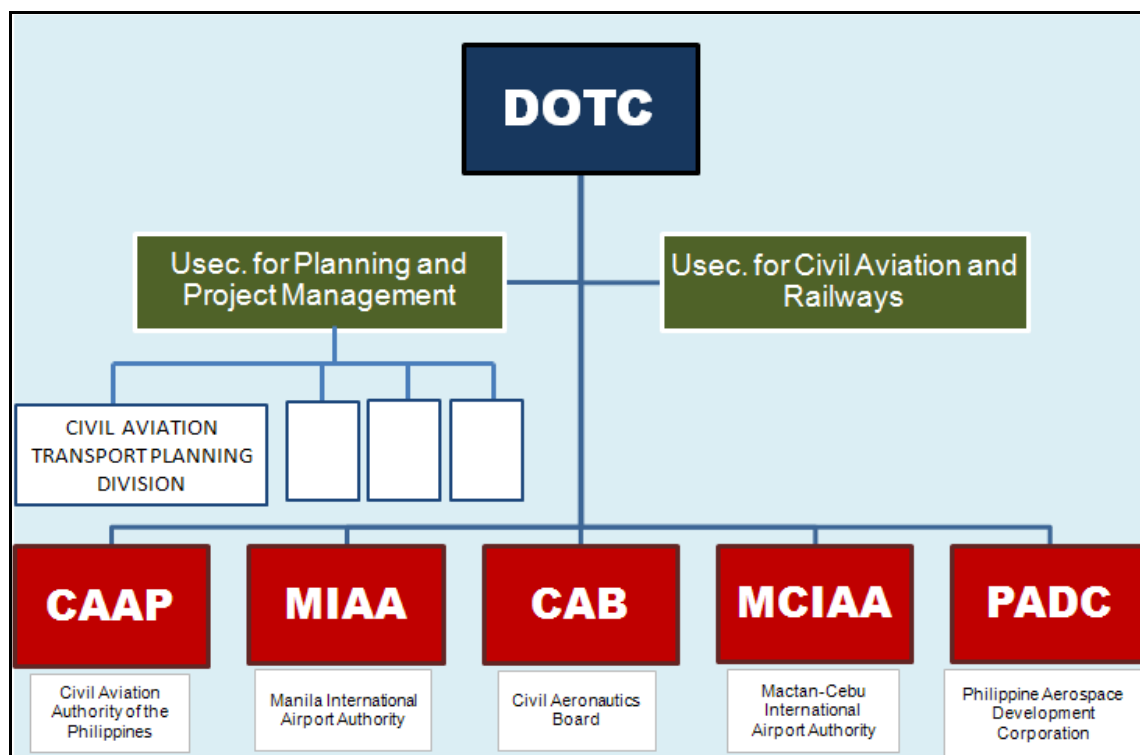 DOTC
Usec. for Planning and
Project Management
Usec. for Civil Aviation and
Railways
CIVIL AVIATION
TRANSPORT PLANNING
DIVISION
CAAP
MIAA
CAB
MCIAA
PADC
Civil Aviation
Authority of the
Philippines
Manila International
Airport Authority
Civil Aeronautics
Board
Mactan-Cebu
International
Airport Authority
Philippine Aerospace
Development
Corporation